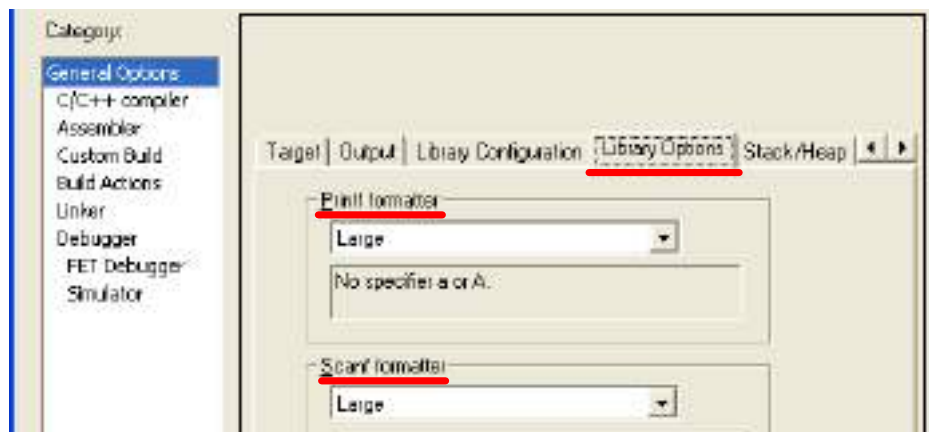 Category:
General Options
C/C++ compiler
Assembler
Custom Build
Build Actions
Linker
Debugger
FET Debugger
Simulator
Target Output Library Configuration Library Options Stack/Heap
Printf formatter
Large
No specifier a or A.
Scanf formatter
Large